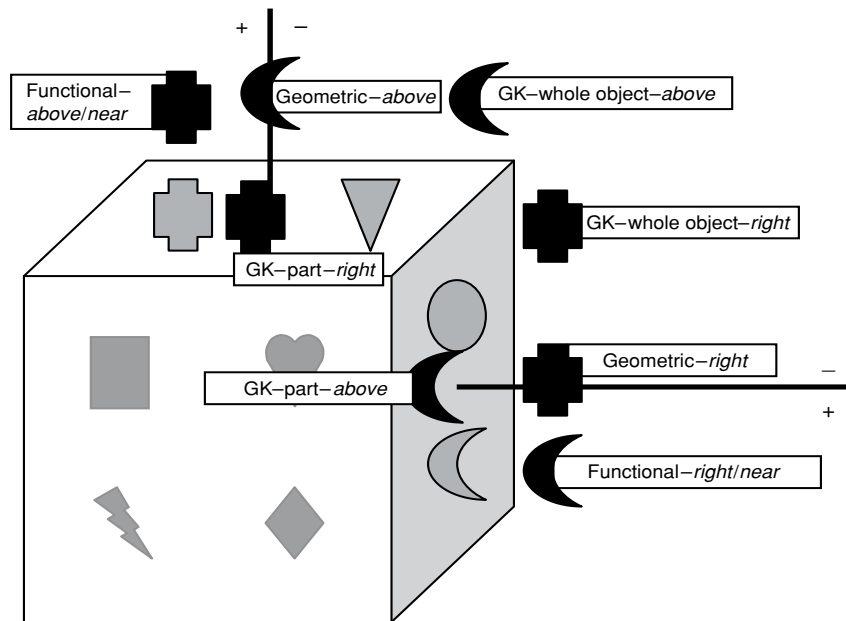 + –
Functional–
above/near
Geometric–above
GK–whole object–above
GK–whole object–right
GK–part–right
Geometric–right
GK–part–above
–
+
Functional–right/near